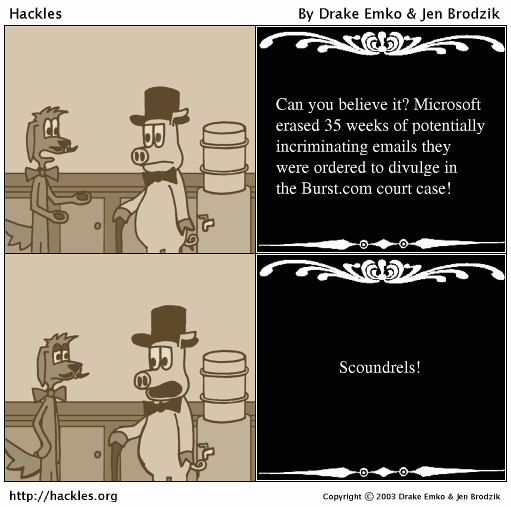 Hackles
By Drake Emko & Jen Brodzik
Can you believe it? Microsoft
erased 35 weeks of potentially
incriminating emails they
were ordered to divulge in
the Burst.com court case!
Scoundrels!
http://hackles.org
Copyright © 2003 Drake Emko & Jen Brodzik